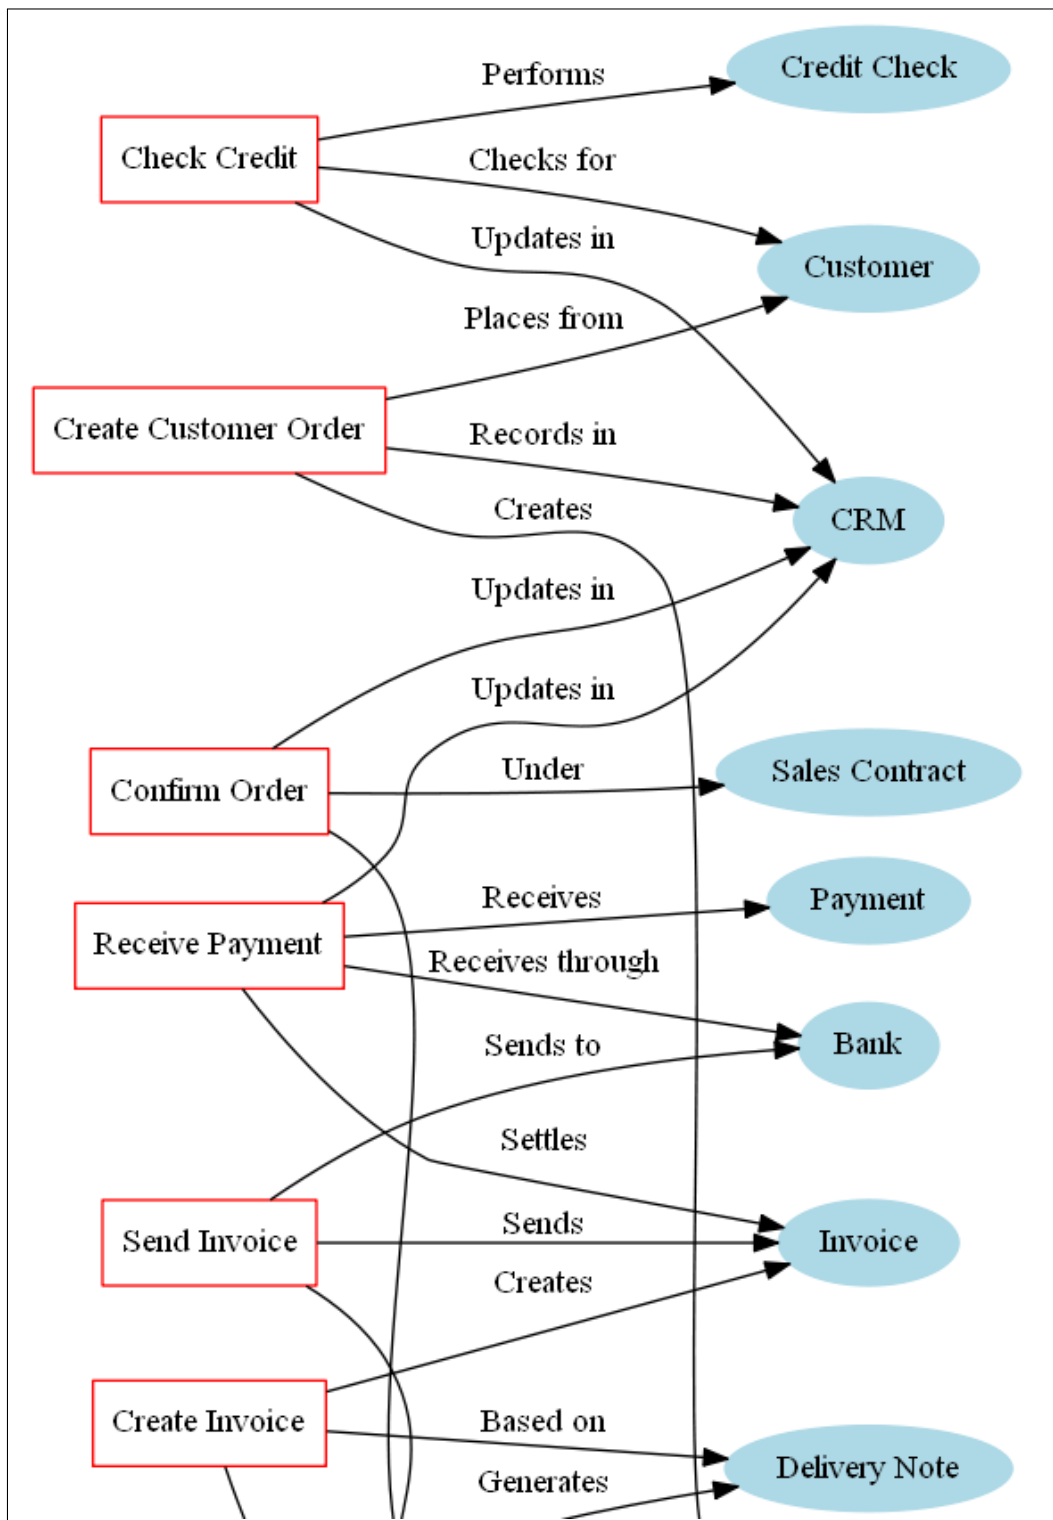 Performs
Credit Check
Check Credit
Checks for
Updates in
Customer
Places from
Create Customer Order
Records in
Creates
CRM
Updates in
Updates in
Under
Sales Contract
Confirm Order
Receives
Payment
Receive Payment
Receives through
Sends to
Bank
Settles
Sends
Send Invoice
Invoice
Creates
Create Invoice
Based on
Delivery Note
Generates